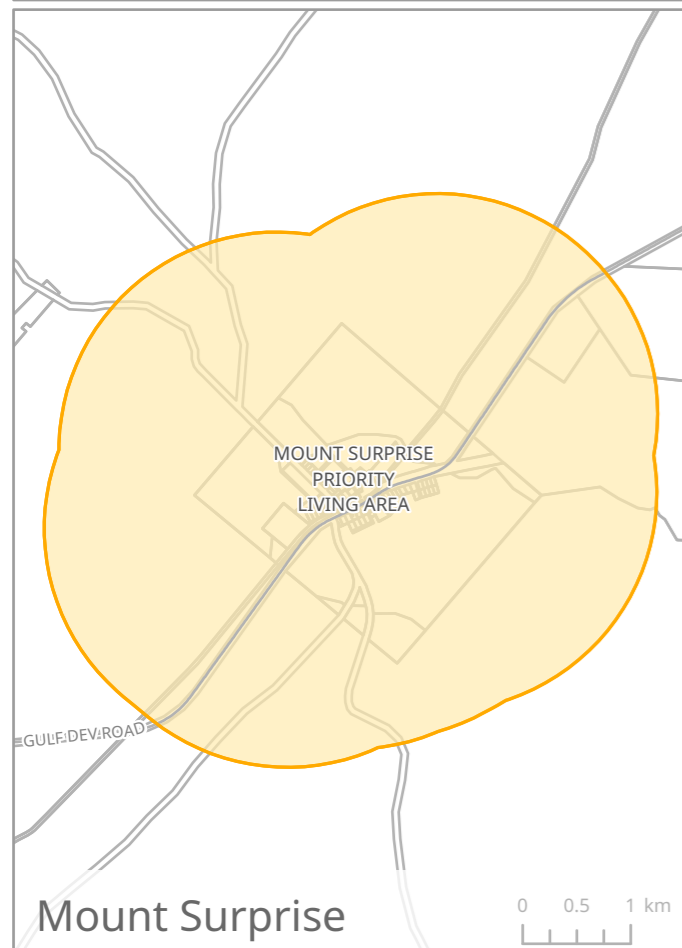 MOUNT SURPRISE
PRIORITY
LIVING AREA
GULF DEV ROAD
Mount Surprise
0 0.5 1 km